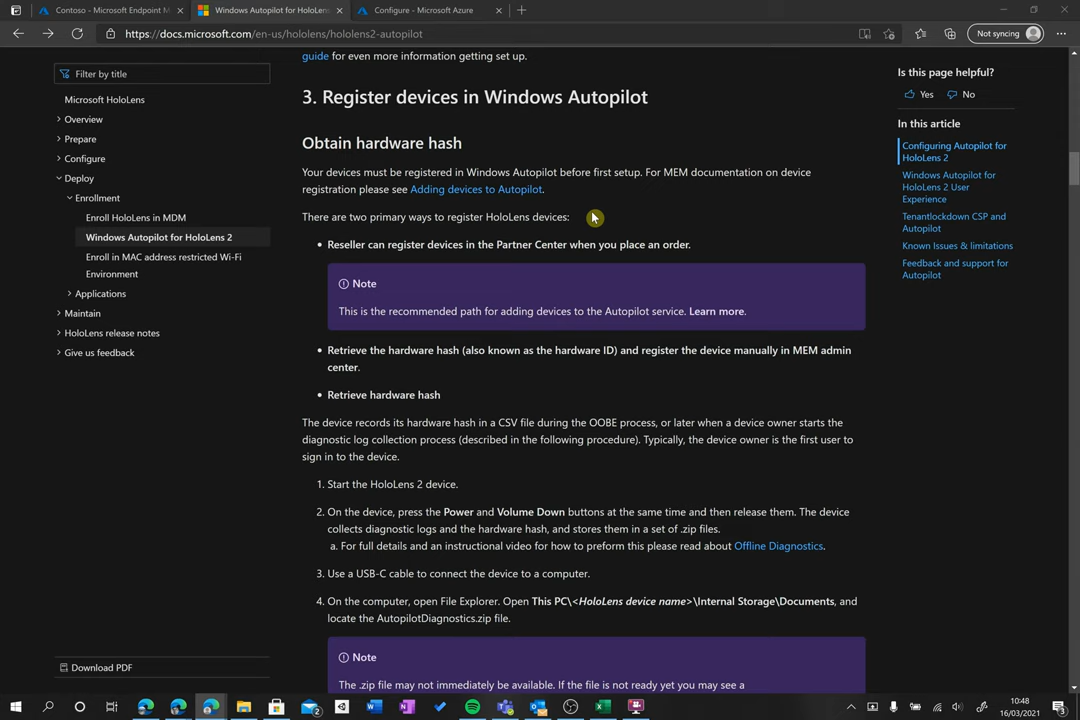 Contoso - Microsoft Endpoint M
Windows Autopilot for HoloLens
Configure - Microsoft Azure
https://docs.microsoft.com/en-us/hololens/hololens2-autopilot
Not syncing
Filter by title
Microsoft HoloLens
Overview
Prepare
Configure
Deploy
Enrollment
Enroll HoloLens in MDM
Windows Autopilot for HoloLens 2
Enroll in MAC address restricted Wi-Fi
Environment
Applications
Maintain
HoloLens release notes
Give us feedback
Download PDF
guide for even more information getting set up.
3. Register devices in Windows Autopilot
Obtain hardware hash
Your devices must be registered in Windows Autopilot before first setup. For MEM documentation on device
registration please see Adding devices to Autopilot.
There are two primary ways to register HoloLens devices:
• Reseller can register devices in the Partner Center when you place an order.
Note
This is the recommended path for adding devices to the Autopilot service. Learn more.
• Retrieve the hardware hash (also known as the hardware ID) and register the device manually in MEM admin
center.
• Retrieve hardware hash
The device records its hardware hash in a CSV file during the OOBE process, or later when a device owner starts the
diagnostic log collection process (described in the following procedure). Typically, the device owner is the first user to
sign in to the device.
1. Start the HoloLens 2 device.
2. On the device, press the Power and Volume Down buttons at the same time and then release them. The device
collects diagnostic logs and the hardware hash, and stores them in a set of .zip files.
a. For full details and an instructional video for how to preform this please read about Offline Diagnostics.
3. Use a USB-C cable to connect the device to a computer.
4. On the computer, open File Explorer. Open This PC\<HoloLens device name>\Internal Storage\Documents, and
locate the AutopilotDiagnostics.zip file.
Note
The .zip file may not immediately be available. If the file is not ready yet you may see a
Is this page helpful?
Yes No
In this article
Configuring Autopilot for
HoloLens 2
Windows Autopilot for
HoloLens 2 User
Experience
Tenantlockdown CSP and
Autopilot
Known Issues & limitations
Feedback and support for
Autopilot
10:48
16/03/2021